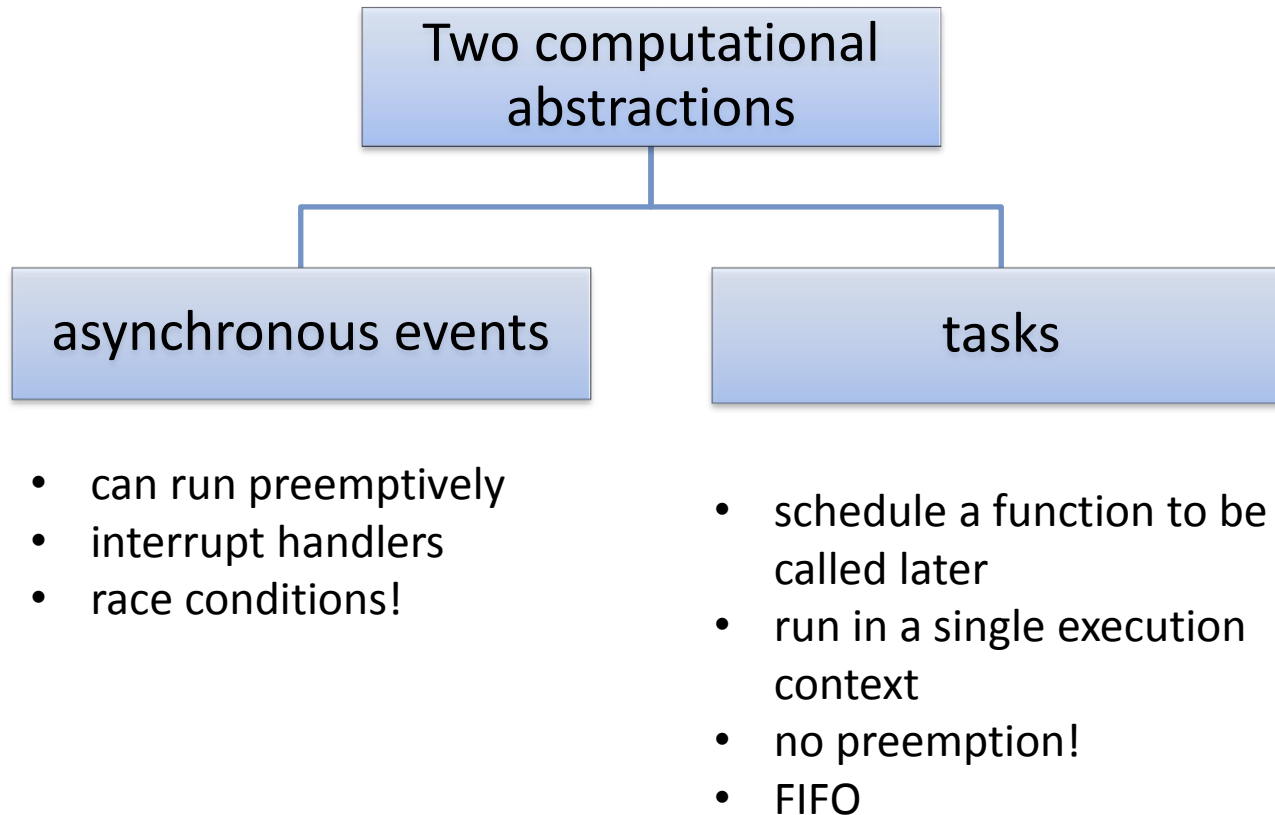 Two computational
abstractions
asynchronous events
tasks
• can run preemptively
• interrupt handlers
• race conditions!
• schedule a function to be
called later
• run in a single execution
context
• no preemption!
• FIFO